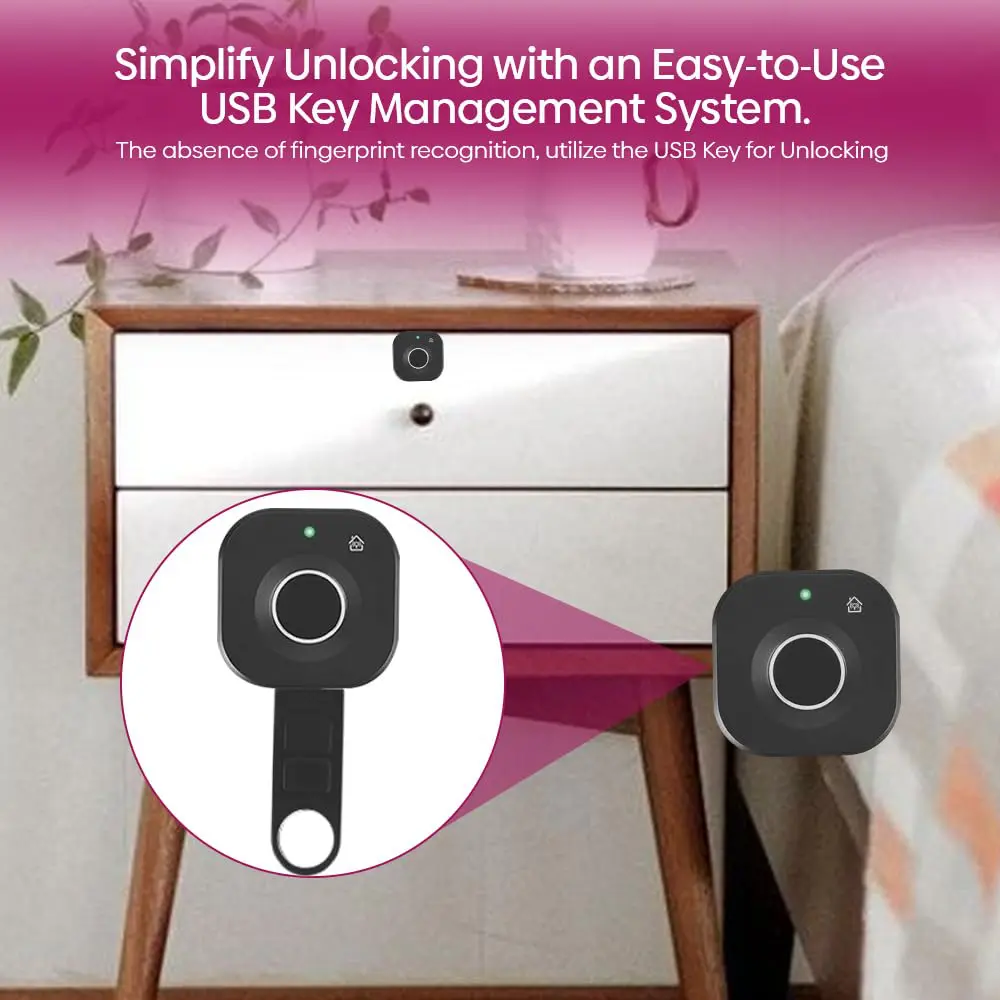 Simplify Unlocking with an Easy-to-Use
USB Key Management System.
The absence of fingerprint recognition, utilize the USB Key for Unlocking